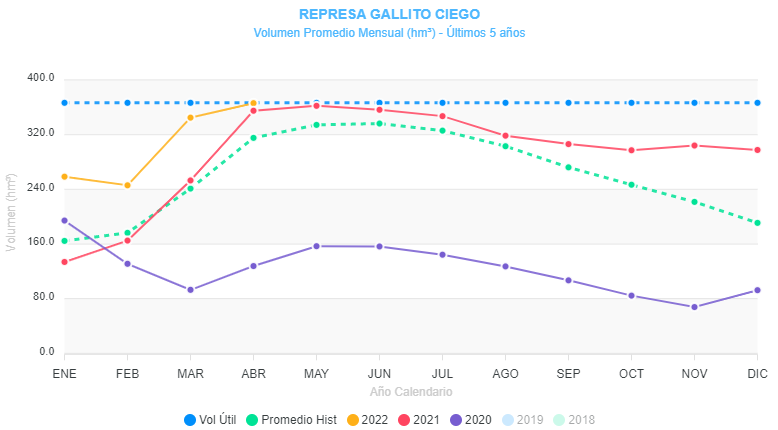 REPRESA GALLITO CIEGO
Volumen Promedio Mensual (hm³) - Últimos 5 años
Volumen (hm³)
400.0
320.0
240.0
160.0
80.0
0.0
ENE FEB MAR ABR MAY JUN JUL AGO SEP OCT NOV DIC
Año Calendario
Vol Útil Promedio Hist 2022 2021 2020 2019 2018